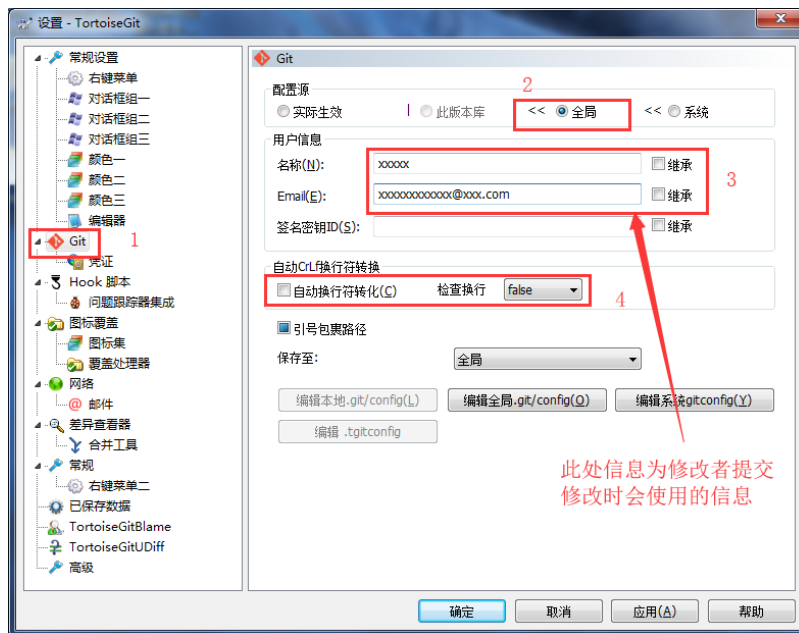 设置 - TortoiseGit
常规设置
右键菜单
对话框组一
对话框组二
对话框组三
颜色一
颜色二
颜色三
编辑器
Git
1
凭证
Hook 脚本
问题跟踪器集成
图标覆盖
图标集
覆盖处理器
网络
邮件
差异查看器
合并工具
常规
右键菜单二
已保存数据
TortoiseGitBlame
TortoiseGitUDiff
高级
Git
配置源
2
实际生效 | 此版本库 << 全局 << 系统
用户信息
名称(N): xxxxx 继承
3
Email(E): xxxxxxxxxxxx@xxx.com 继承
签名密钥ID(S): 继承
自动CrLf换行符转换
自动换行符转化(C) 检查换行 false
4
引号包裹路径
保存至: 全局
编辑本地.git/config(L) 编辑全局.git/config(O) 编辑系统gitconfig(Y)
编辑 .tgitconfig
此处信息为修改者提交
修改时会使用的信息
确定 取消 应用(A) 帮助